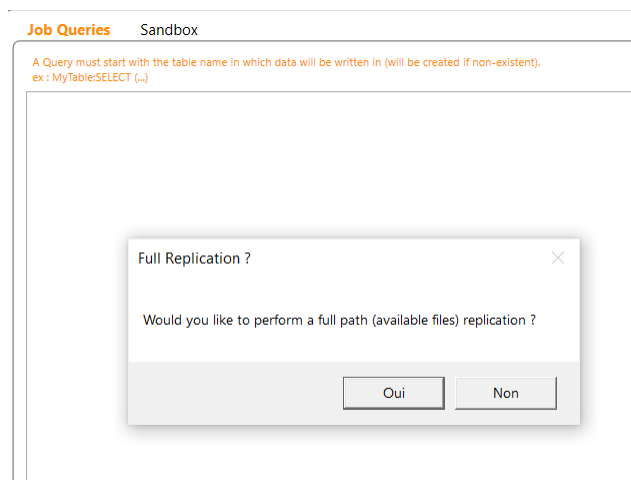 Job Queries Sandbox
A Query must start with the table name in which data will be written in (will be created if non-existent).
ex : MyTable:SELECT (...)
Full Replication ?
Would you like to perform a full path (available files) replication ?
Oui Non